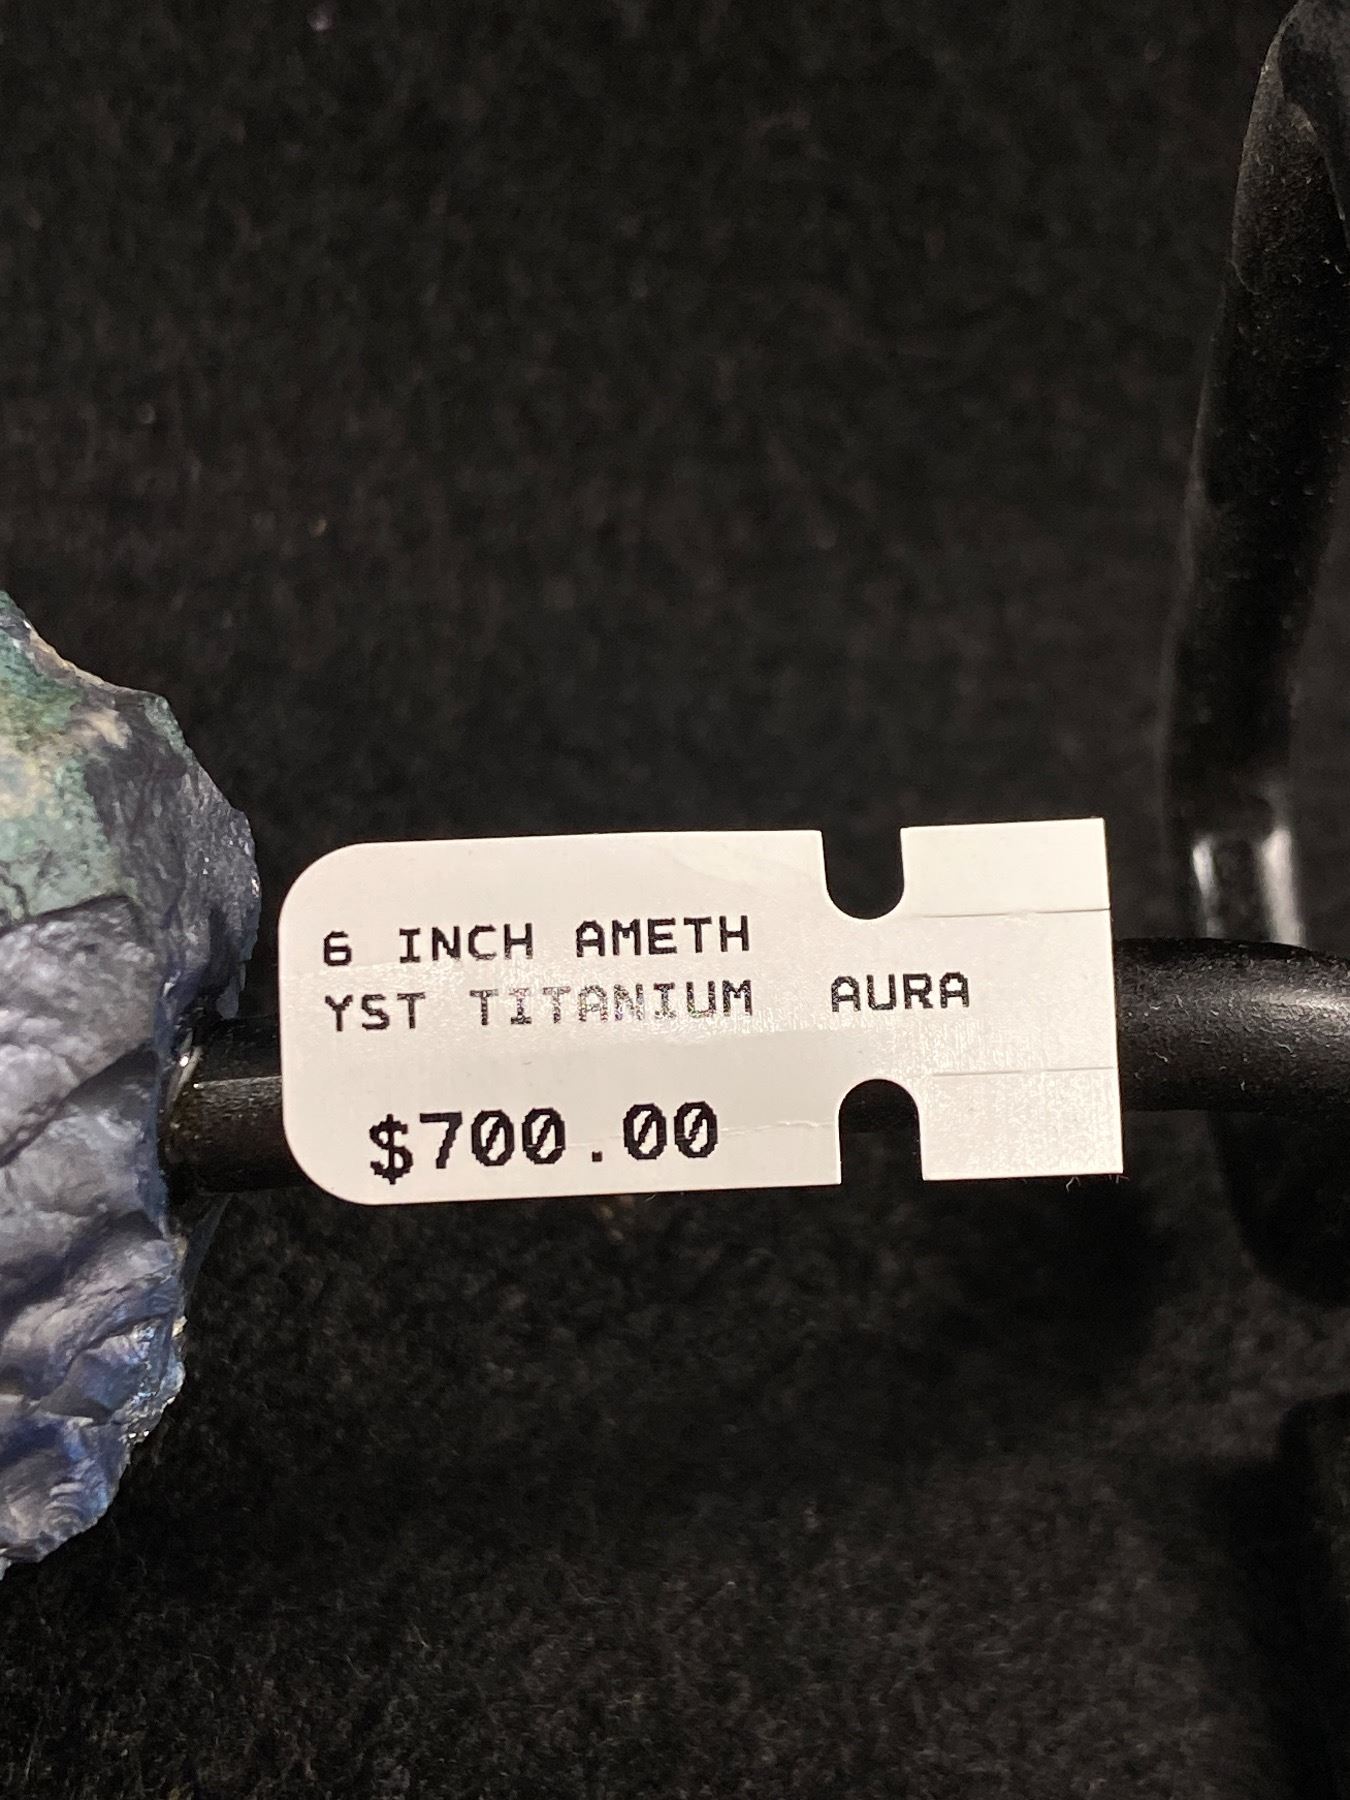 6 INCH AMETH
YST TITANIUM AURA
$700.00